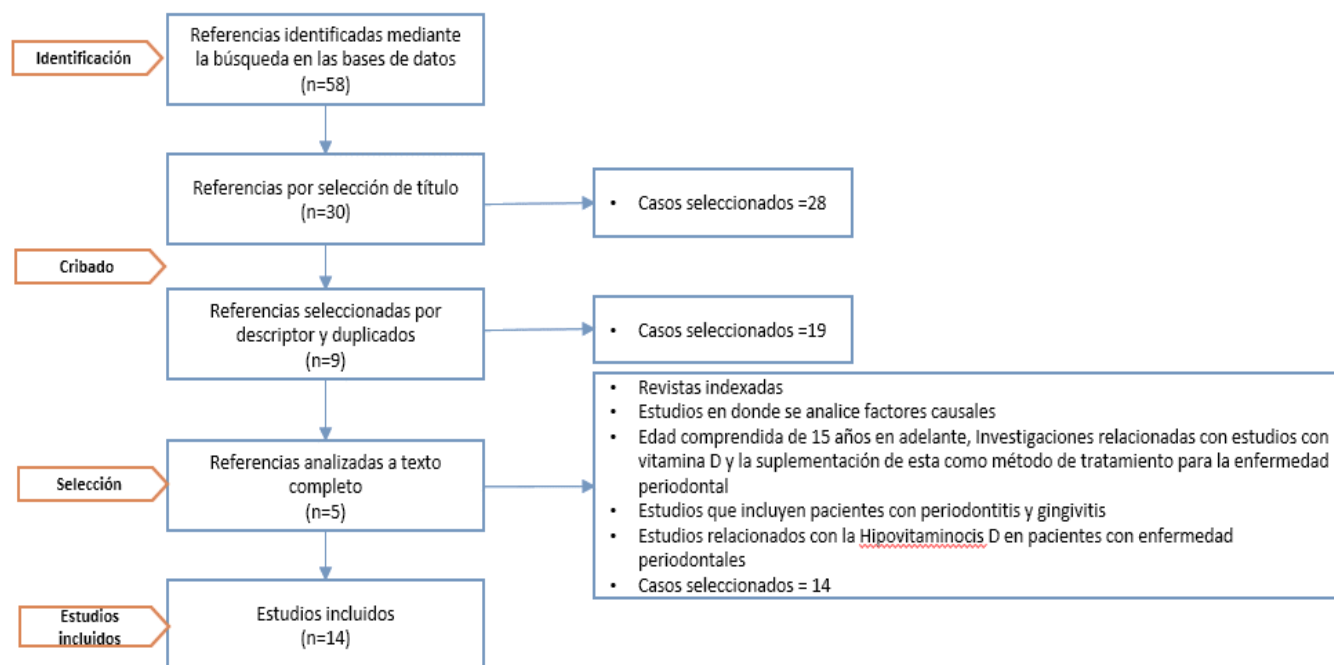 Identificación
Referencias identificadas mediante
la búsqueda en las bases de datos
(n=58)
Referencias por selección de título
(n=30)
• Casos seleccionados =28
Cribado
Referencias seleccionadas por
descriptor y duplicados
(n=9)
• Casos seleccionados =19
Selección
Referencias analizadas a texto
completo
(n=5)
• Revistas indexadas
• Estudios en donde se analice factores causales
• Edad comprendida de 15 años en adelante, Investigaciones relacionadas con estudios con
vitamina D y la suplementación de esta como método de tratamiento para la enfermedad
periodontal
• Estudios que incluyen pacientes con periodontitis y gingivitis
• Estudios relacionados con la Hipovitaminocis D en pacientes con enfermedad
periodontales
• Casos seleccionados = 14
Estudios
incluidos
Estudios incluidos
(n=14)